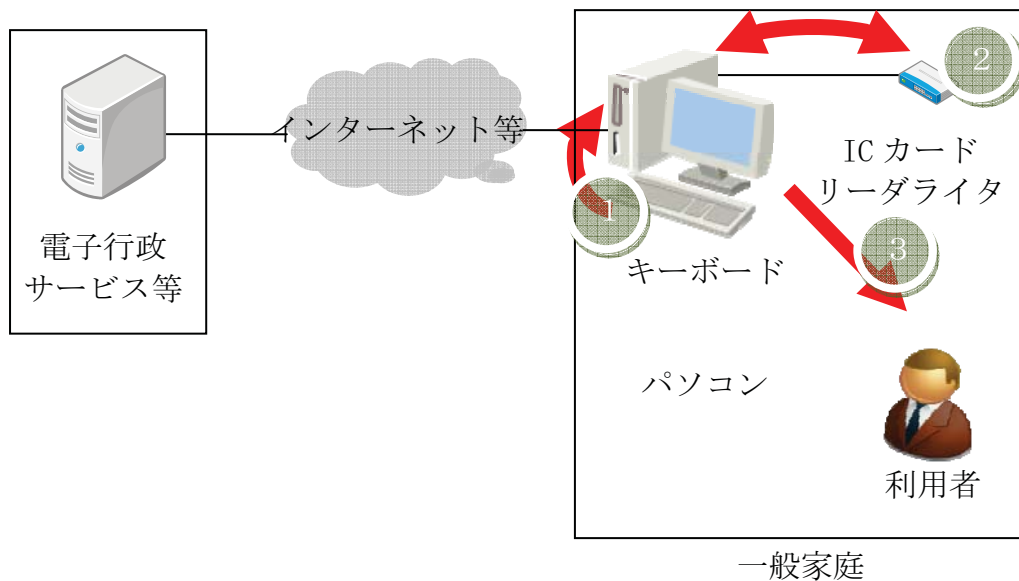 電子行政
サービス等
インターネット等
1
キーボード
2
IC カード
リーダライタ
3
パソコン
利用者
一般家庭